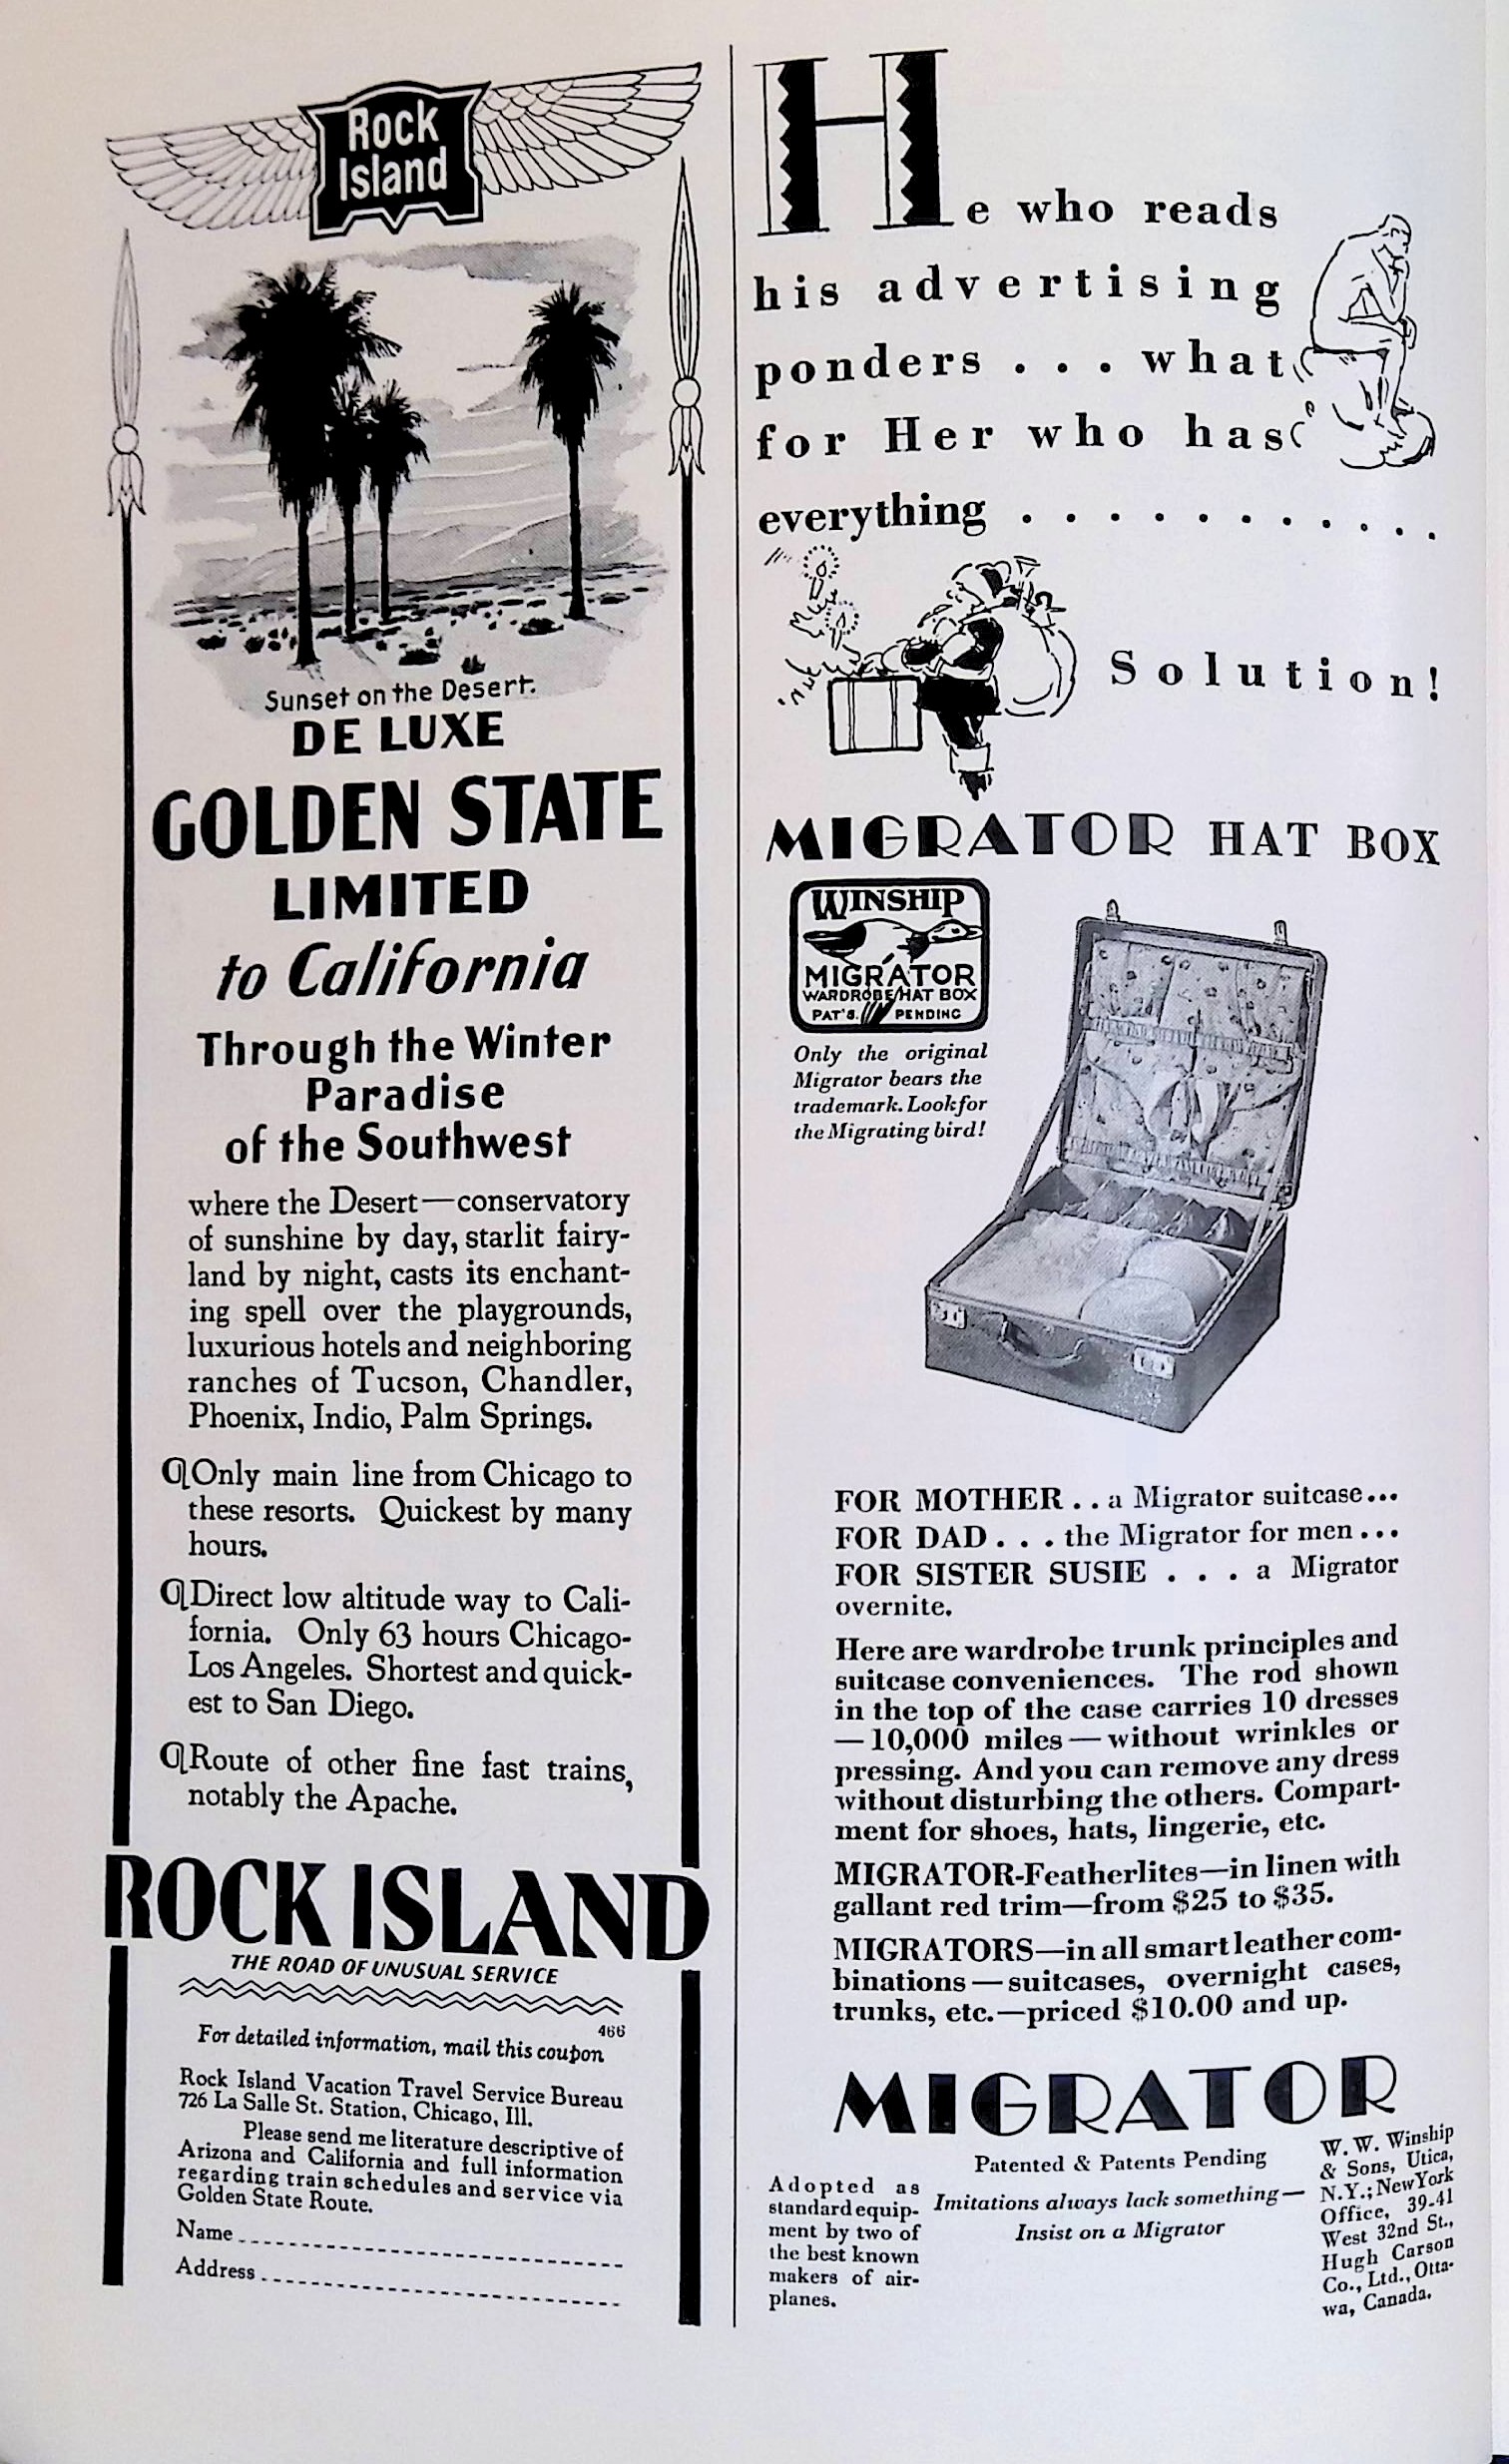 Rock
Island
Sunset on the Desert.
DE LUXE
GOLDEN STATE
LIMITED
to California
Through the Winter
Paradise
of the Southwest
where the Desert—conservatory
of sunshine by day, starlit fairy-
land by night, casts its enchant-
ing spell over the playgrounds,
luxurious hotels and neighboring
ranches of Tucson, Chandler,
Phoenix, Indio, Palm Springs.
¶Only main line from Chicago to
these resorts. Quickest by many
hours.
¶Direct low altitude way to Cali-
fornia. Only 63 hours Chicago-
Los Angeles. Shortest and quick-
est to San Diego.
¶Route of other fine fast trains,
notably the Apache.
ROCK ISLAND
THE ROAD OF UNUSUAL SERVICE
466
For detailed information, mail this coupon
Rock Island Vacation Travel Service Bureau
726 La Salle St. Station, Chicago, Ill.
Please send me literature descriptive of
Arizona and California and full information
regarding train schedules and service via
Golden State Route.
Name
Address
He who reads
his advertising
ponders . . . what
for Her who has
everything . . . . . . . . . . .
Solution!
MIGRATOR HAT BOX
WINSHIP
MIGRATOR
WARDROBE/HAT BOX
PAT'S. PENDING
Only the original
Migrator bears the
trademark. Look for
the Migrating bird!
FOR MOTHER . . a Migrator suitcase...
FOR DAD . . . the Migrator for men...
FOR SISTER SUSIE . . . a Migrator
overnite.
Here are wardrobe trunk principles and
suitcase conveniences. The rod shown
in the top of the case carries 10 dresses
—10,000 miles—without wrinkles or
pressing. And you can remove any dress
without disturbing the others. Compart-
ment for shoes, hats, lingerie, etc.
MIGRATOR-Featherlites—in linen with
gallant red trim—from $25 to $35.
MIGRATORS—in all smart leather com-
binations—suitcases, overnight cases,
trunks, etc.—priced $10.00 and up.
MIGRATOR
Adopted as
standard equip-
ment by two of
the best known
makers of air-
planes.
Patented & Patents Pending
Imitations always lack something—
Insist on a Migrator
W. W. Winship
& Sons, Utica,
N.Y.; New York
Office, 39-41
West 32nd St.,
Hugh Carson
Co., Ltd., Otta-
wa, Canada.